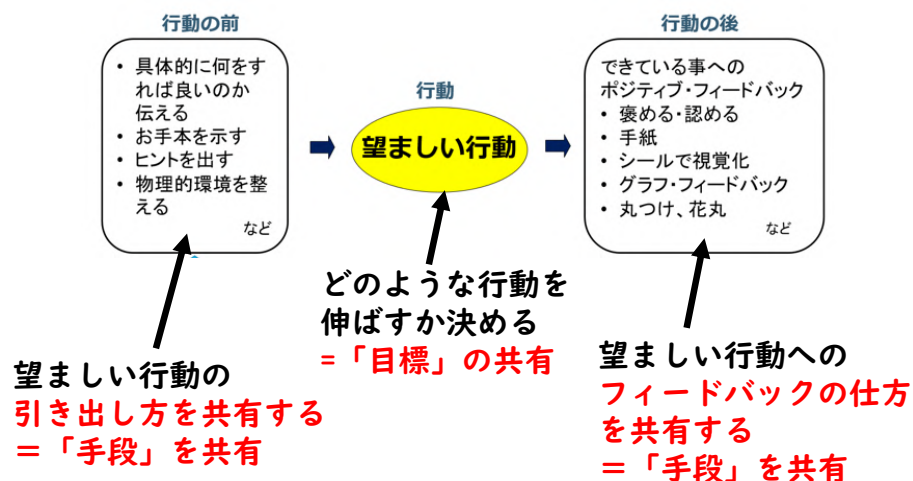 行動の前
・ 具体的に何をす
れば良いのか
伝える
・ お手本を示す
・ ヒントを出す
・ 物理的環境を整
える
など
行動
望ましい行動
行動の後
できている事への
ポジティブ・フィードバック
・ 褒める・認める
・ 手紙
・ シールで視覚化
・ グラフ・フィードバック
・ 丸つけ、花丸
など
望ましい行動の
引き出し方を共有する
＝「手段」を共有
どのような行動を
伸ばすか決める
=「目標」の共有
望ましい行動への
フィードバックの仕方
を共有する
＝「手段」を共有